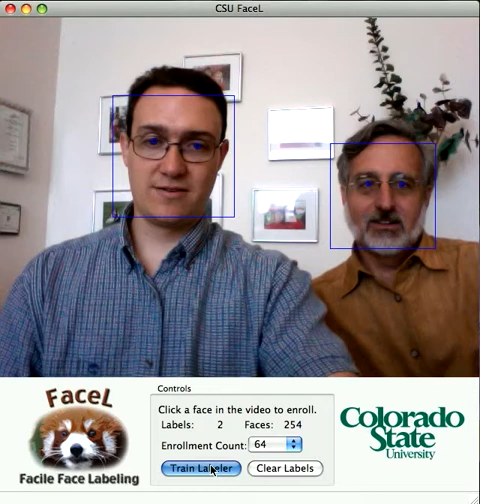 CSU FaceL
FaceL
Facile Face Labeling
Controls
Click a face in the video to enroll.
Labels: 2 Faces: 254
Enrollment Count: 64
Train Labeler
Clear Labels
Colorado
State
University